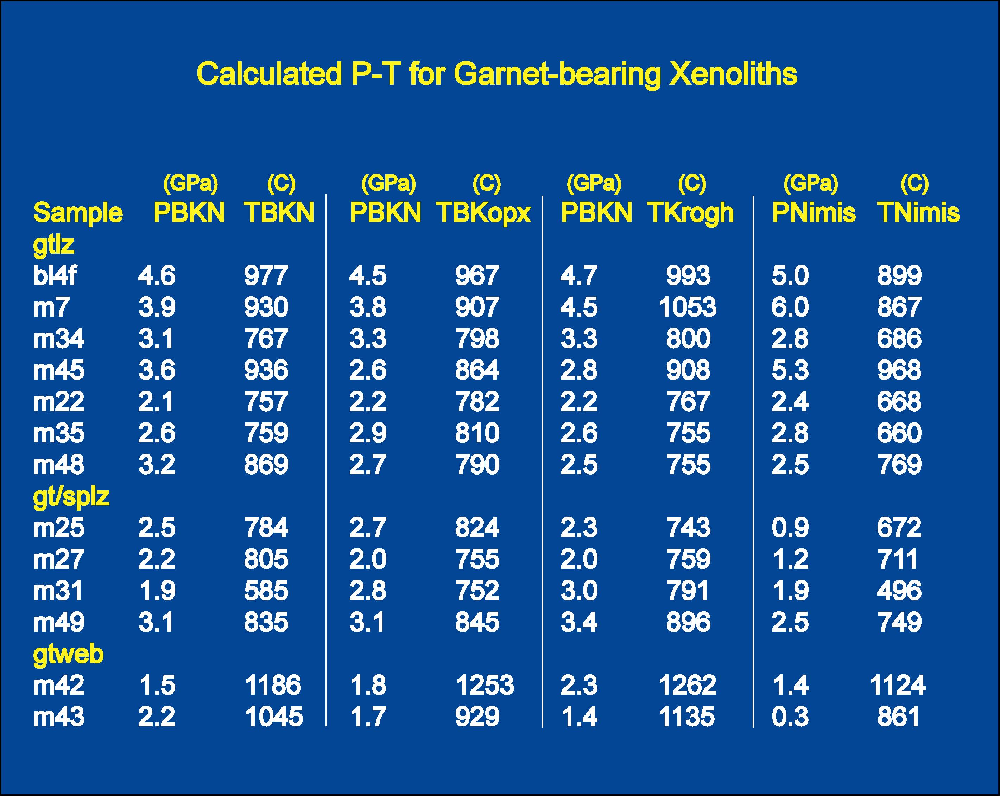 Calculated P-T for Garnet-bearing Xenoliths
(GPa) (C) (GPa) (C) (GPa) (C) (GPa) (C)
Sample PBKN TBKN PBKN TBKopx PBKN TKrogh PNimis TNimis
gtlz
bl4f 4.6 977 4.5 967 4.7 993 5.0 899
m7 3.9 930 3.8 907 4.5 1053 6.0 867
m34 3.1 767 3.3 798 3.3 800 2.8 686
m45 3.6 936 2.6 864 2.8 908 5.3 968
m22 2.1 757 2.2 782 2.2 767 2.4 668
m35 2.6 759 2.9 810 2.6 755 2.8 660
m48 3.2 869 2.7 790 2.5 755 2.5 769
gt/splz
m25 2.5 784 2.7 824 2.3 743 0.9 672
m27 2.2 805 2.0 755 2.0 759 1.2 711
m31 1.9 585 2.8 752 3.0 791 1.9 496
m49 3.1 835 3.1 845 3.4 896 2.5 749
gtweb
m42 1.5 1186 1.8 1253 2.3 1262 1.4 1124
m43 2.2 1045 1.7 929 1.4 1135 0.3 861